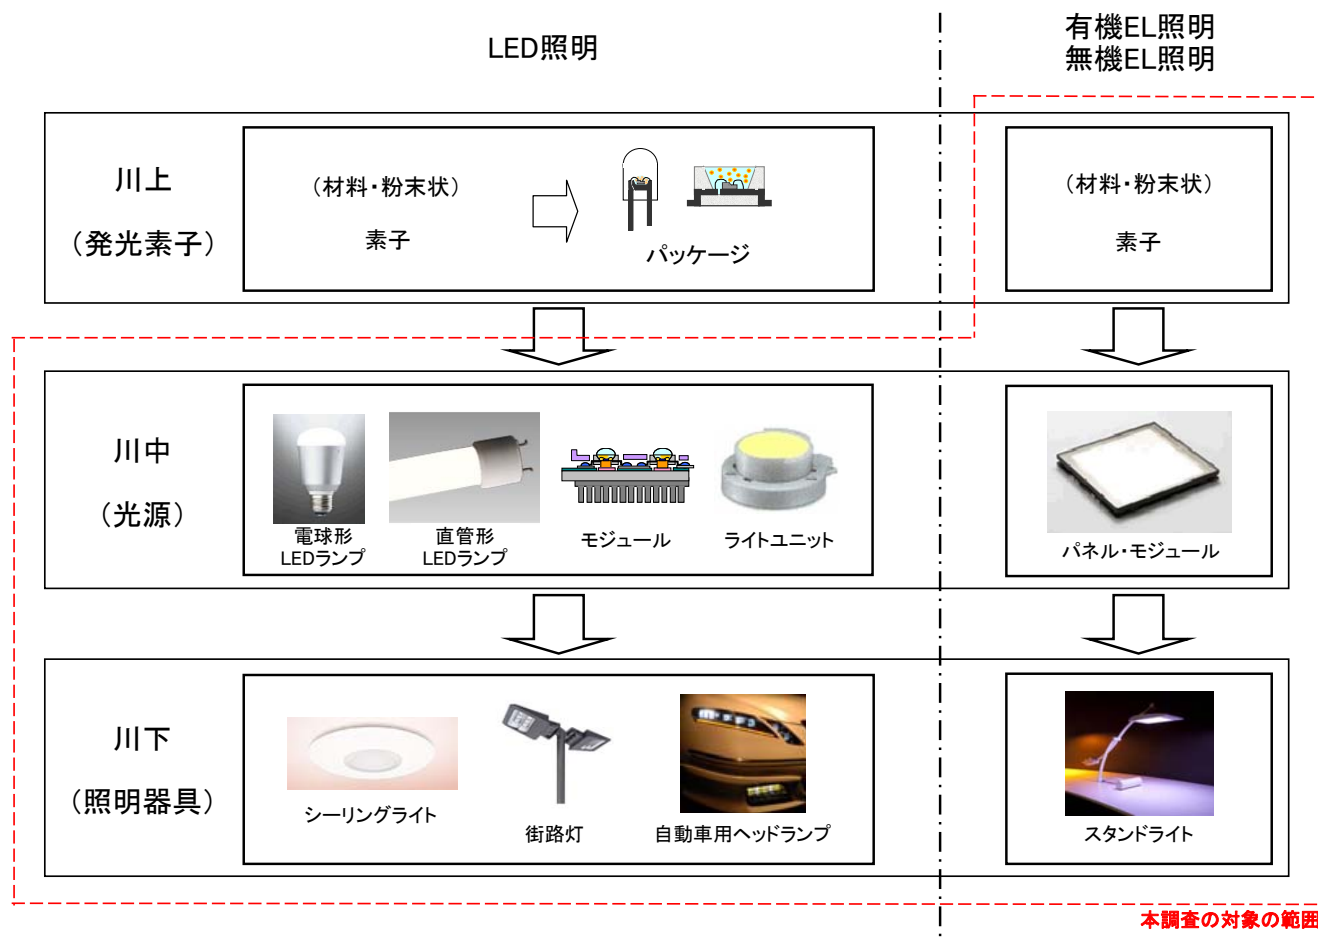 LED照明
有機EL照明
無機EL照明
川上
（発光素子）
（材料・粉末状）
素子
パッケージ
（材料・粉末状）
素子
川中
（光源）
電球形
LEDランプ
直管形
LEDランプ
モジュール
ライトユニット
パネル・モジュール
川下
（照明器具）
シーリングライト
街路灯
自動車用ヘッドランプ
スタンドライト
本調査の対象の範囲